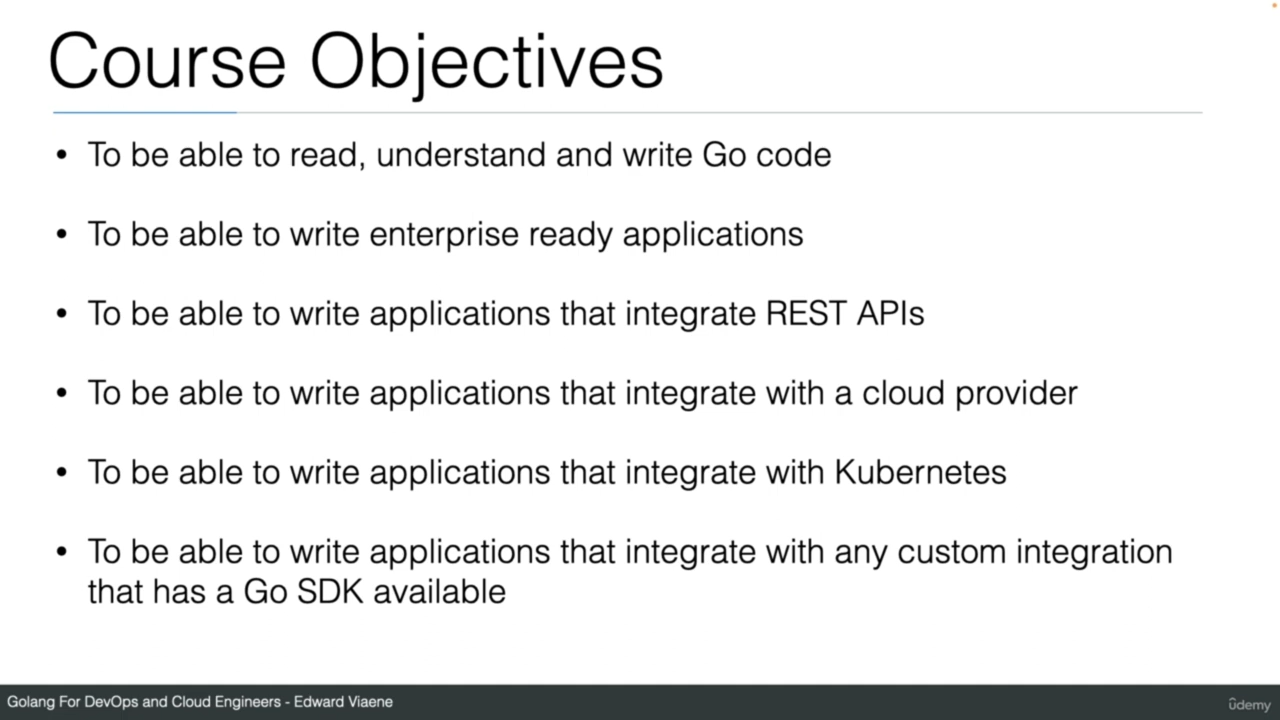 Course Objectives
• To be able to read, understand and write Go code
• To be able to write enterprise ready applications
• To be able to write applications that integrate REST APIs
• To be able to write applications that integrate with a cloud provider
• To be able to write applications that integrate with Kubernetes
• To be able to write applications that integrate with any custom integration
that has a Go SDK available
Golang For DevOps and Cloud Engineers - Edward Viaene
ûdemy